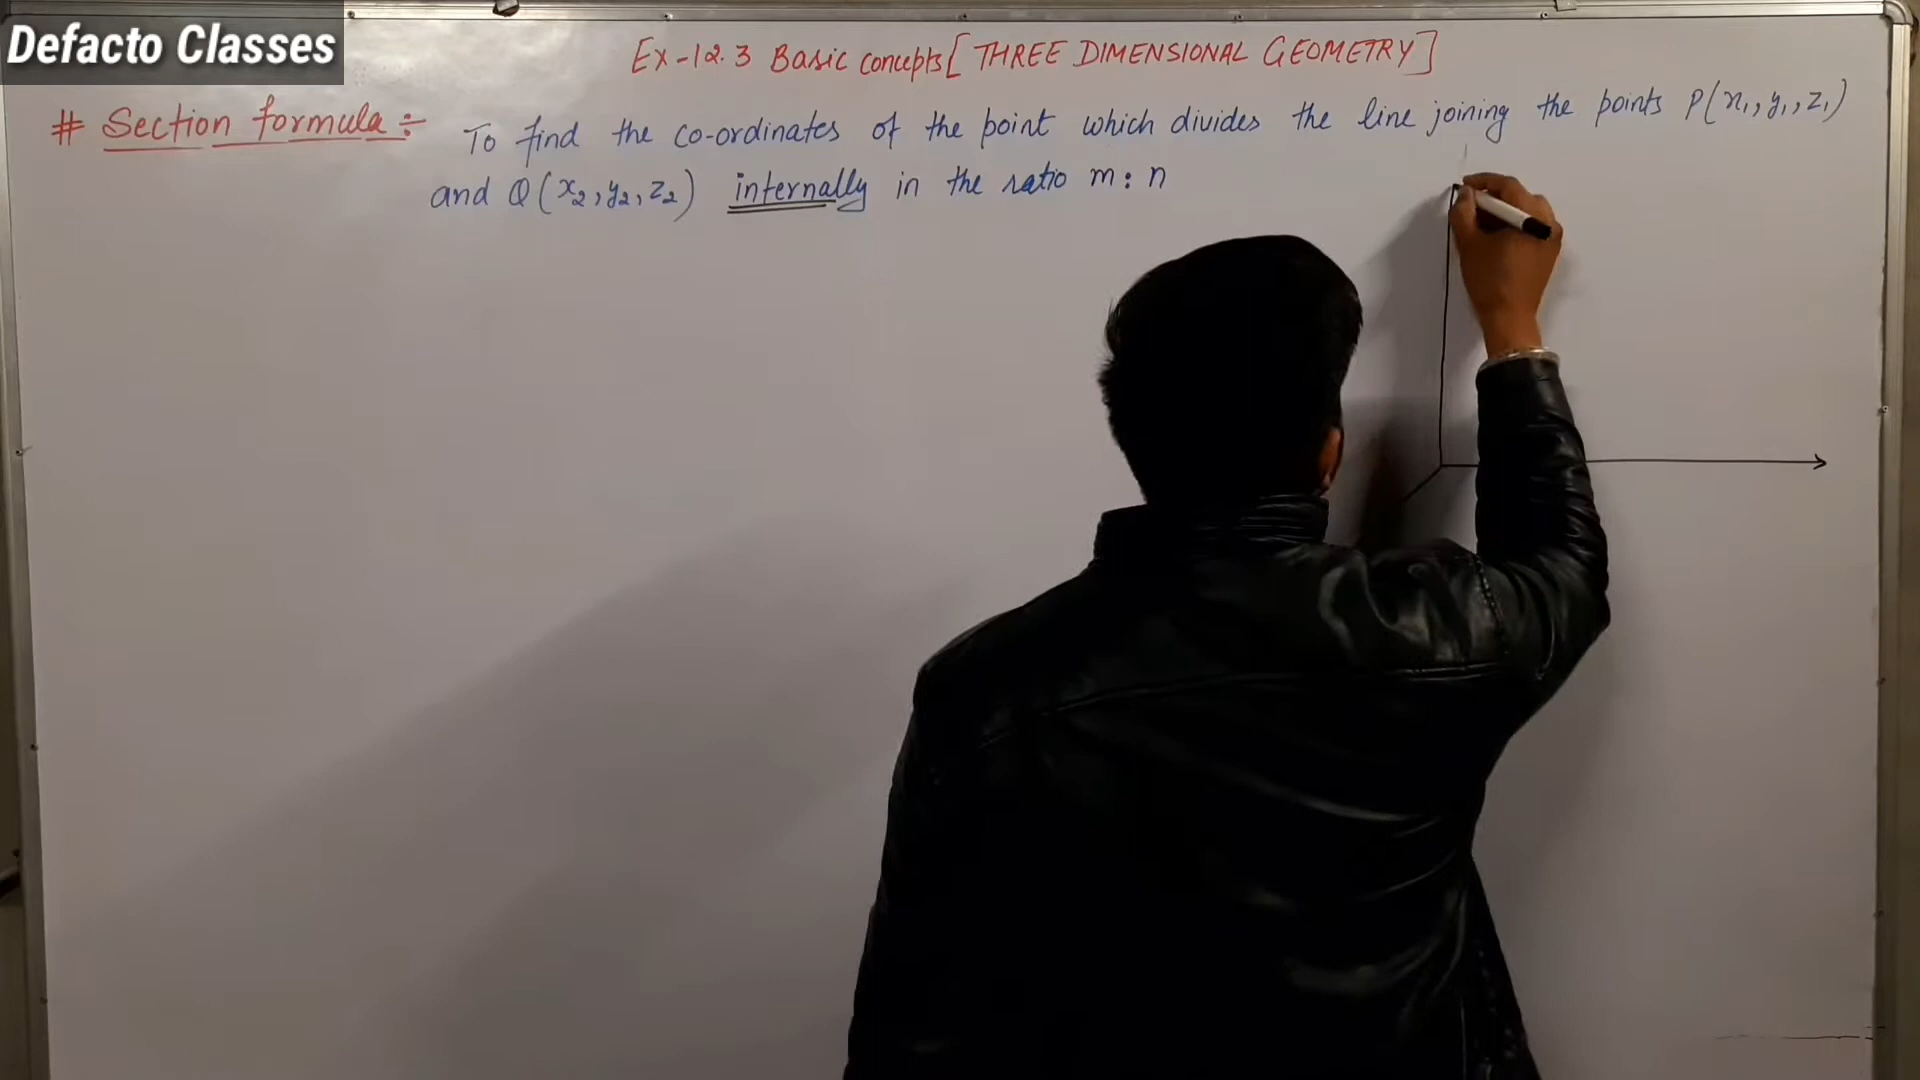 Defacto Classes
Ex-12.3 Basic concepts [THREE DIMENSIONAL GEOMETRY]
# Section formula :- To find the co-ordinates of the point which divides the line joining the points P(x₁, y₁, z₁)
and Q(x₂, y₂, z₂) internally in the ratio m : n